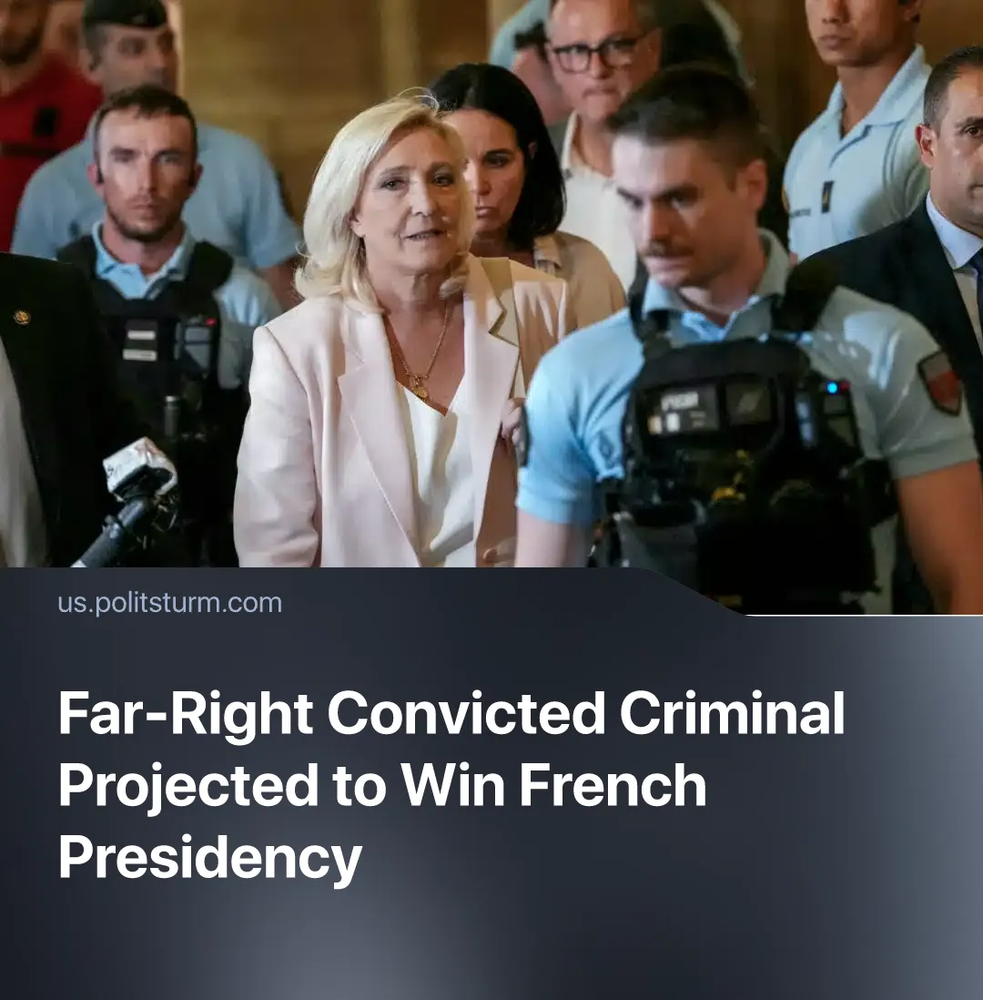 us.politsturm.com
Far-Right Convicted Criminal
Projected to Win French
Presidency